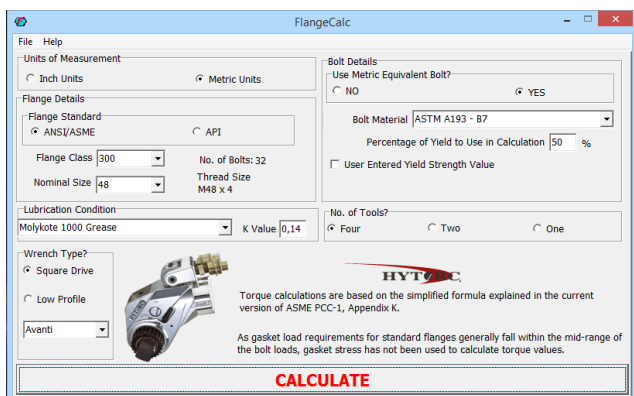 FlangeCalc
File Help
Units of Measurement
Inch Units
Metric Units
Flange Details
Flange Standard
ANSI/ASME
API
Flange Class 300
No. of Bolts: 32
Nominal Size 48
Thread Size
M48 x 4
Bolt Details
Use Metric Equivalent Bolt?
NO
YES
Bolt Material ASTM A193 - B7
Percentage of Yield to Use in Calculation 50 %
User Entered Yield Strength Value
Lubrication Condition
Molykote 1000 Grease
K Value 0,14
No. of Tools?
Four
Two
One
Wrench Type?
Square Drive
Low Profile
Avanti
HYTORC
HYTORC
Torque calculations are based on the simplified formula explained in the current
version of ASME PCC-1, Appendix K.
As gasket load requirements for standard flanges generally fall within the mid-range of
the bolt loads, gasket stress has not been used to calculate torque values.
CALCULATE